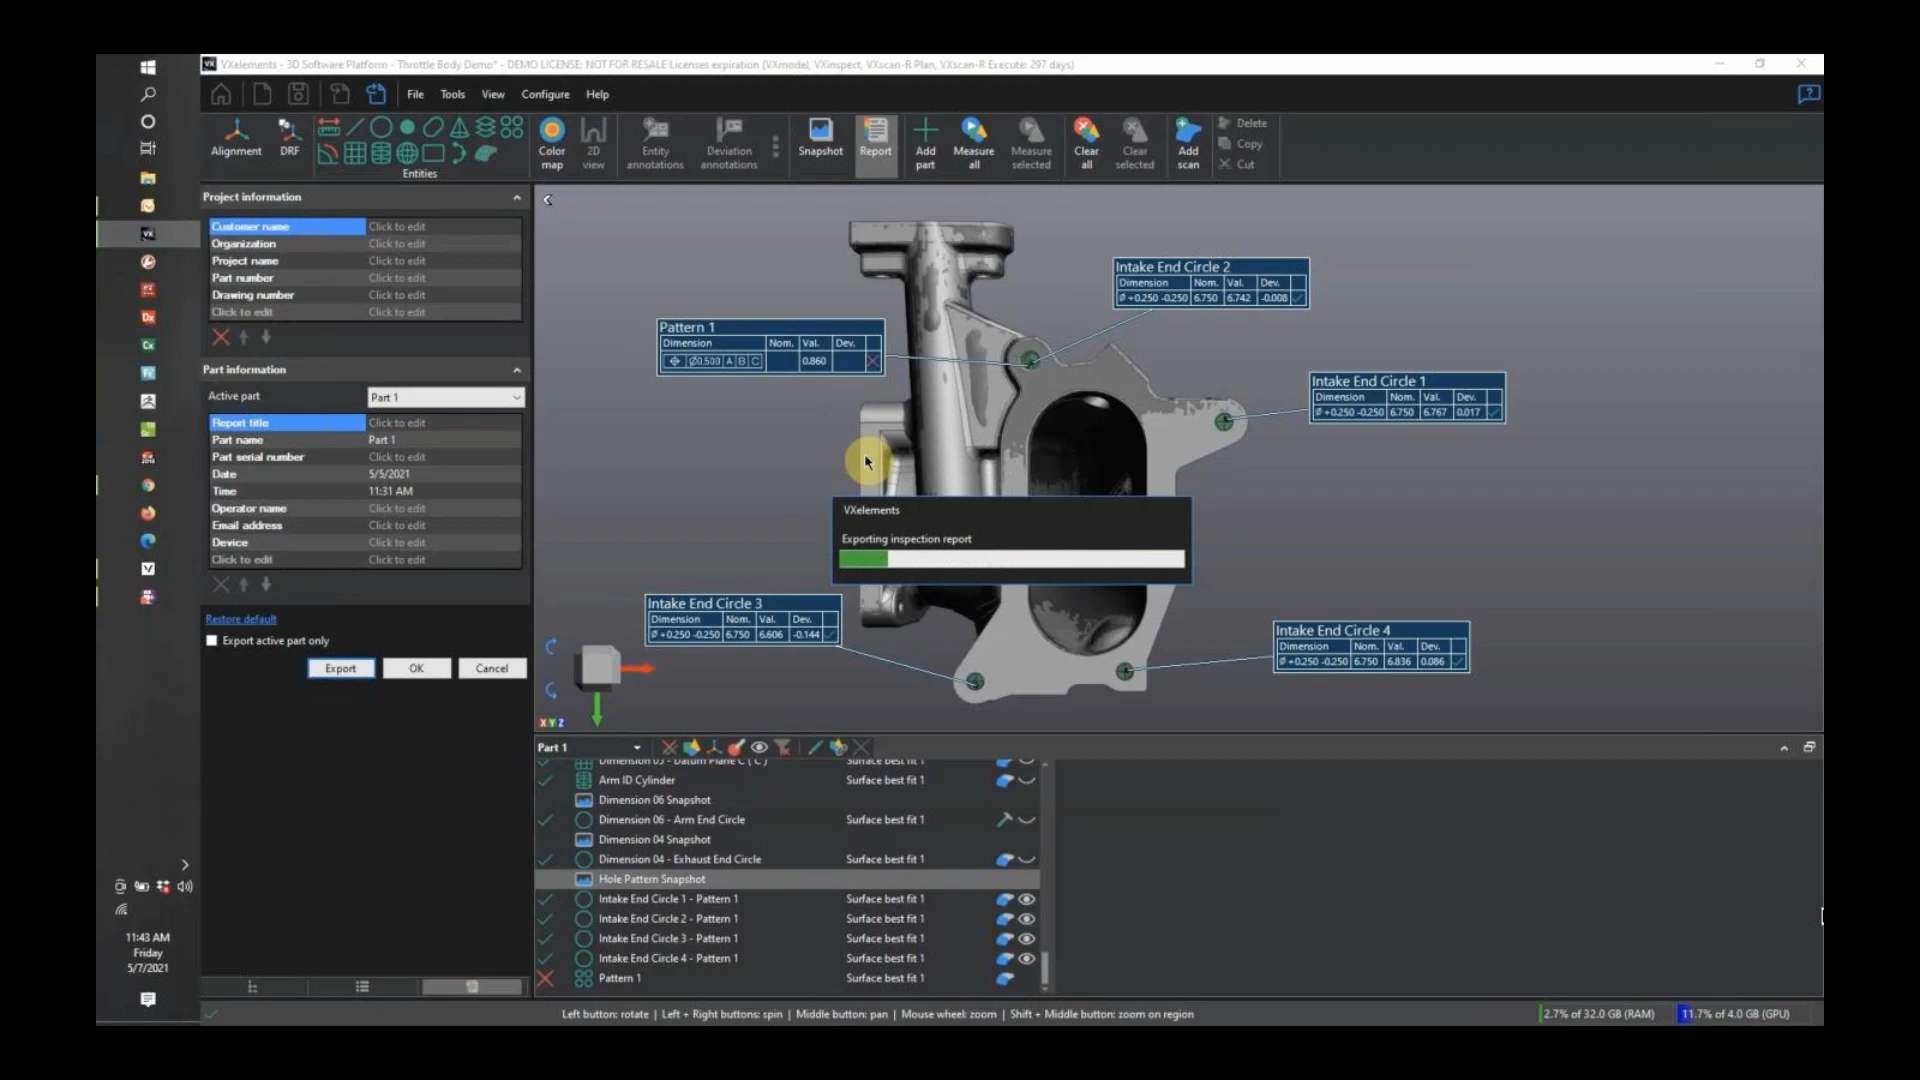 VXelements - 3D Software Platform - Throttle Body Demo* - DEMO LICENSE: NOT FOR RESALE Licenses expiration (VXmodel, VXinspect, VXscan-R Plan, VXscan-R Execute: 297 days)
File Tools View Configure Help
Alignment
DRF
Entities
Color map
2D view
Entity annotations
Deviation annotations
Snapshot
Report
Add part
Measure all
Measure selected
Clear all
Clear selected
Add scan
Delete
Copy
Cut
Project information
Customer name Click to edit
Organization Click to edit
Project name Click to edit
Part number Click to edit
Drawing number Click to edit
Click to edit Click to edit
Part information
Active part Part 1
Report title Click to edit
Part name Part 1
Part serial number Click to edit
Date 5/5/2021
Time 11:31 AM
Operator name Click to edit
Email address Click to edit
Device Click to edit
Click to edit Click to edit
Restore default
Export active part only
Export OK Cancel
Intake End Circle 2
Dimension Nom. Val. Dev.
Ø +0.250 -0.250 6.750 6.742 -0.008
Pattern 1
Dimension Nom. Val. Dev.
Ø0.500 A B C 0.860
Intake End Circle 1
Dimension Nom. Val. Dev.
Ø +0.250 -0.250 6.750 6.767 0.017
VXelements
Exporting inspection report
Intake End Circle 3
Dimension Nom. Val. Dev.
Ø +0.250 -0.250 6.750 6.606 -0.144
Intake End Circle 4
Dimension Nom. Val. Dev.
Ø +0.250 -0.250 6.750 6.836 0.086
X Y Z
Part 1
Dimension 05 - Datum Plane C ( C ) Surface best fit 1
Arm ID Cylinder Surface best fit 1
Dimension 06 Snapshot
Dimension 06 - Arm End Circle Surface best fit 1
Dimension 04 Snapshot
Dimension 04 - Exhaust End Circle Surface best fit 1
Hole Pattern Snapshot
Intake End Circle 1 - Pattern 1 Surface best fit 1
Intake End Circle 2 - Pattern 1 Surface best fit 1
Intake End Circle 3 - Pattern 1 Surface best fit 1
Intake End Circle 4 - Pattern 1 Surface best fit 1
Pattern 1 Surface best fit 1
11:43 AM
Friday
5/7/2021
Left button: rotate | Left + Right buttons: spin | Middle button: pan | Mouse wheel: zoom | Shift + Middle button: zoom on region
2.7% of 32.0 GB (RAM)
11.7% of 4.0 GB (GPU)